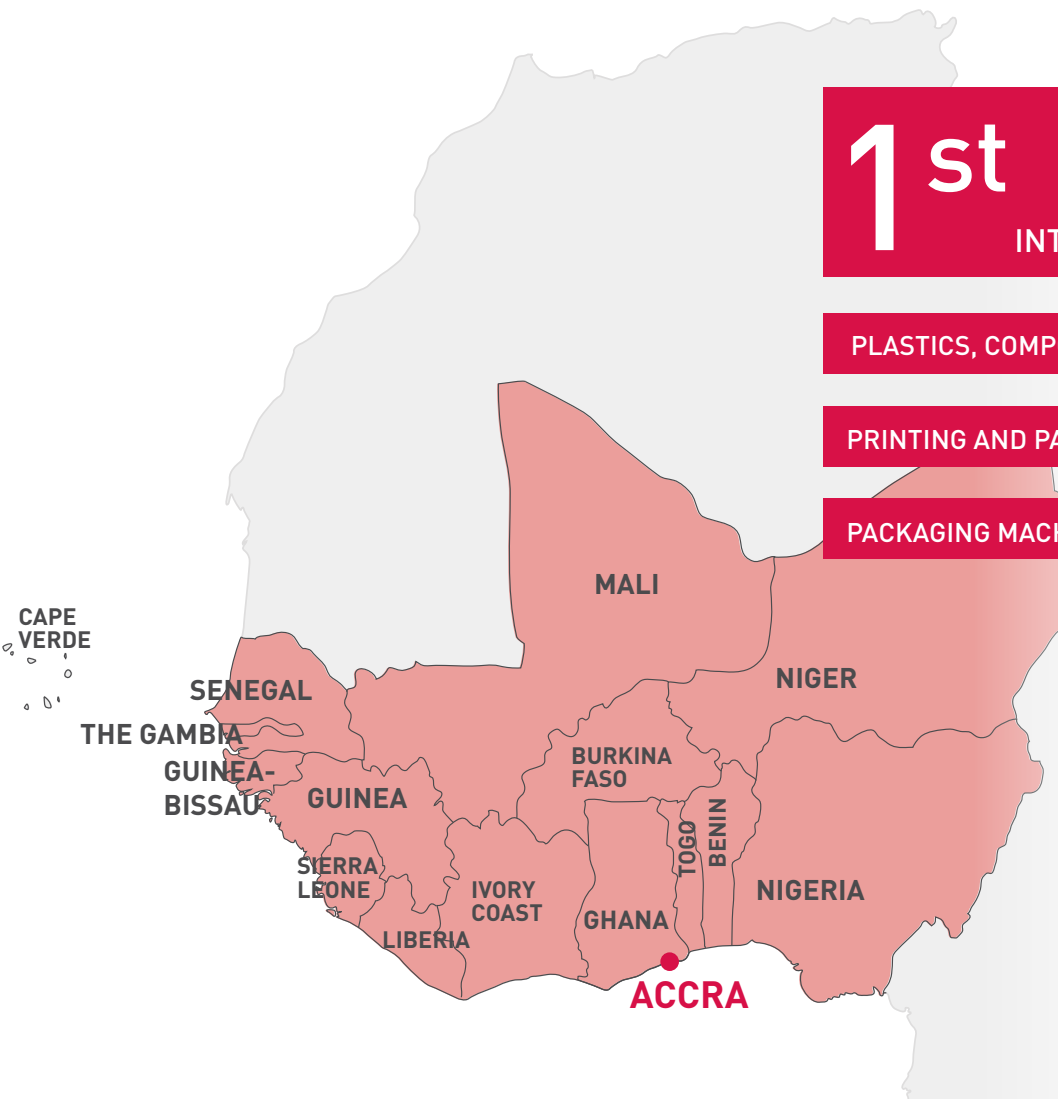 1st
INT
PLASTICS, COMP
PRINTING AND PA
PACKAGING MACH
MALI
CAPE
VERDE
NIGER
SENEGAL
THE GAMBIA
BURKINA
FASO
GUINEA-
BISSAU
GUINEA
TOGO
BENIN
SIERRA
LEONE
IVORY
COAST
NIGERIA
GHANA
LIBERIA
ACCRA